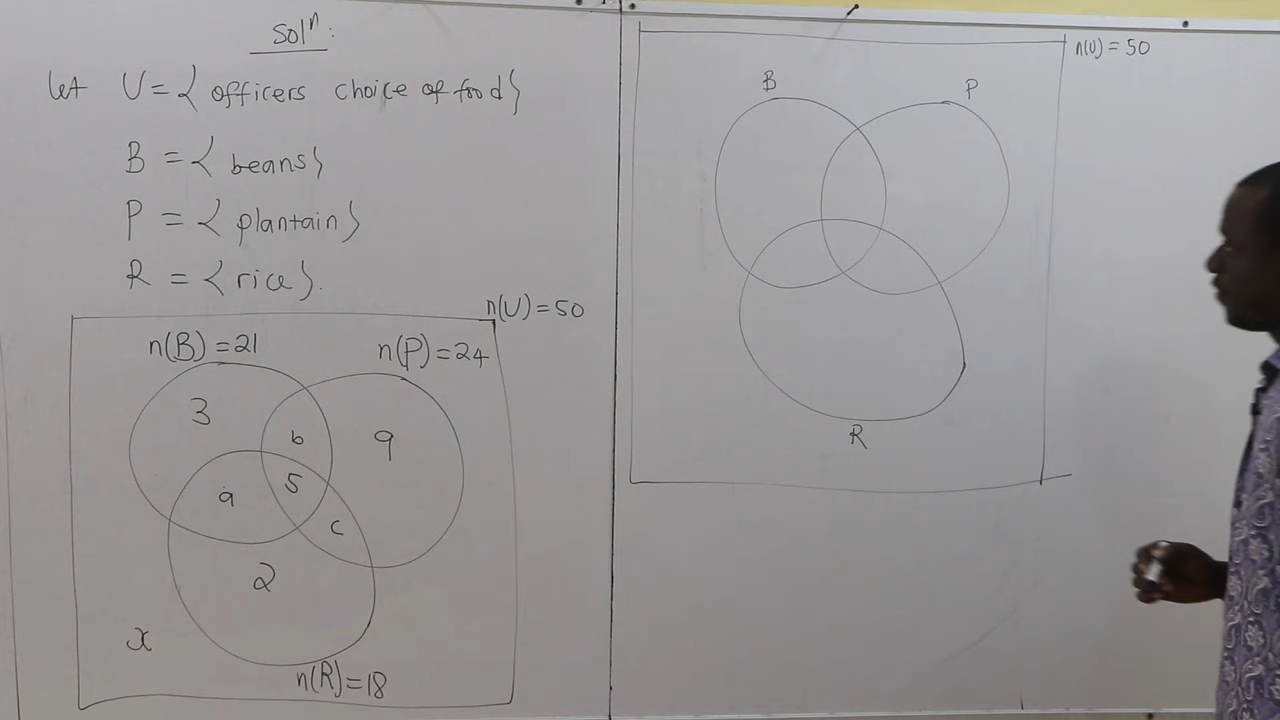 Solⁿ:
Let U = { officers choice of food }
B = { beans }
P = { plantain }
R = { rice }.
n(U) = 50
n(B) = 21 n(P) = 24
3 b 9
a 5 c
2
x
n(R) = 18
n(U) = 50
B P
R